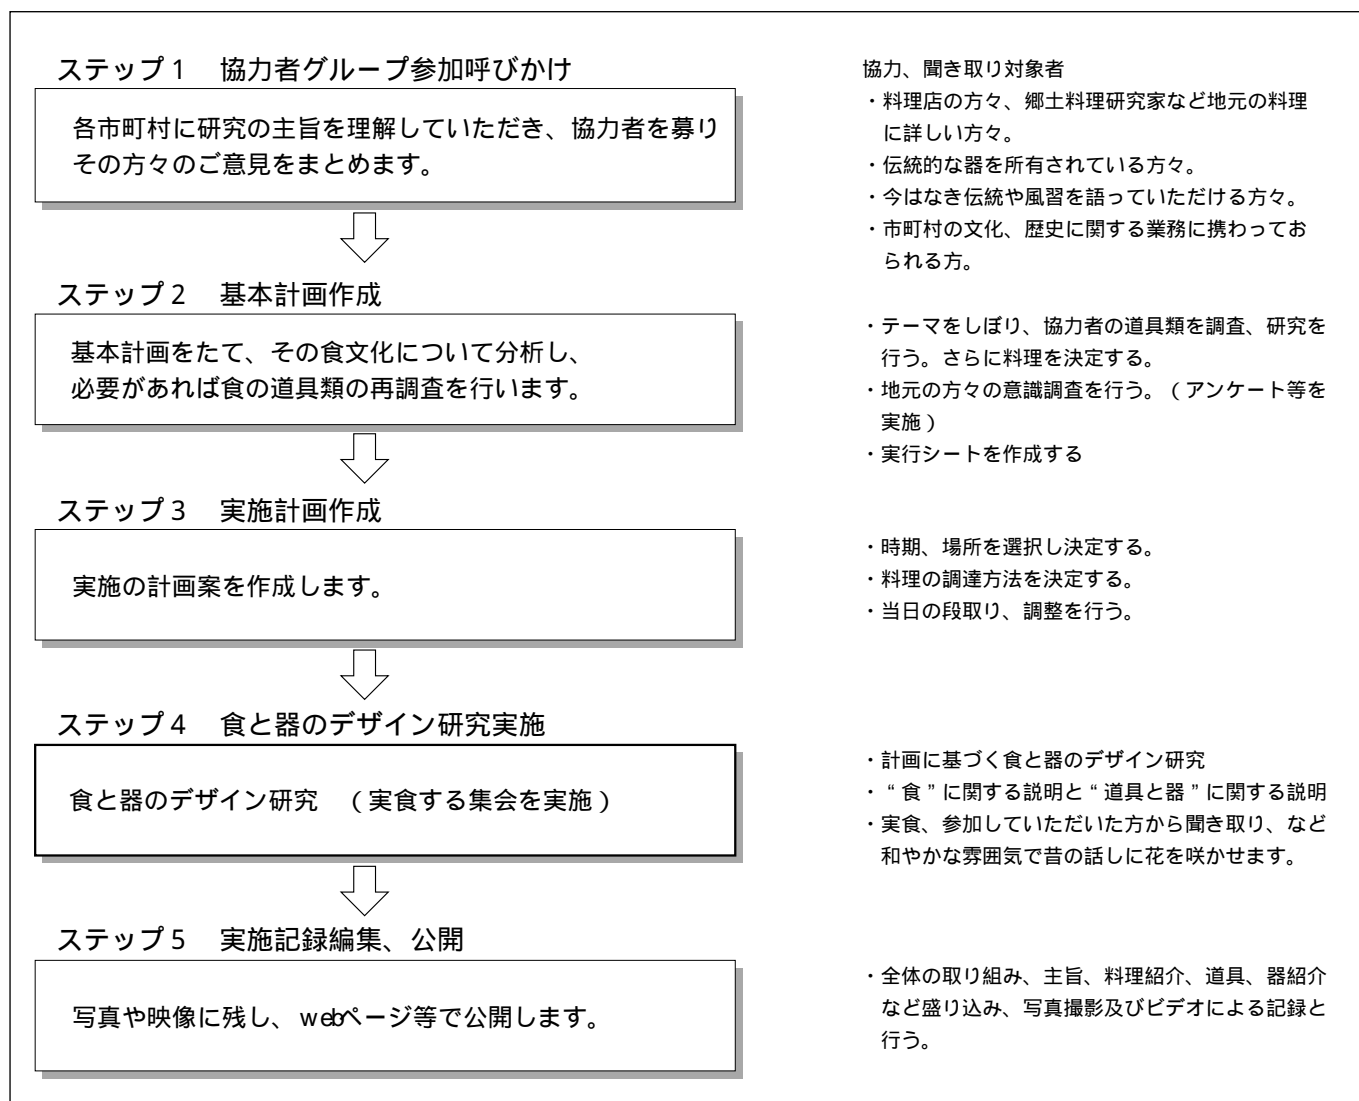 ステップ1 協力者グループ参加呼びかけ
各市町村に研究の主旨を理解していただき、協力者を募り
その方々のご意見をまとめます。
協力、聞き取り対象者
・料理店の方々、郷土料理研究家など地元の料理
に詳しい方々。
・伝統的な器を所有されている方々。
・今はなき伝統や風習を語っていただける方々。
・市町村の文化、歴史に関する業務に携わってお
られる方。
ステップ2 基本計画作成
基本計画をたて、その食文化について分析し、
必要があれば食の道具類の再調査を行います。
・テーマをしぼり、協力者の道具類を調査、研究を
行う。さらに料理を決定する。
・地元の方々の意識調査を行う。（アンケート等を
実施）
・実行シートを作成する
ステップ3 実施計画作成
実施の計画案を作成します。
・時期、場所を選択し決定する。
・料理の調達方法を決定する。
・当日の段取り、調整を行う。
ステップ4 食と器のデザイン研究実施
食と器のデザイン研究 （実食する集会を実施）
・計画に基づく食と器のデザイン研究
・“食”に関する説明と“道具と器”に関する説明
・実食、参加していただいた方から聞き取り、など
和やかな雰囲気で昔の話しに花を咲かせます。
ステップ5 実施記録編集、公開
写真や映像に残し、webページ等で公開します。
・全体の取り組み、主旨、料理紹介、道具、器紹介
など盛り込み、写真撮影及びビデオによる記録と
行う。